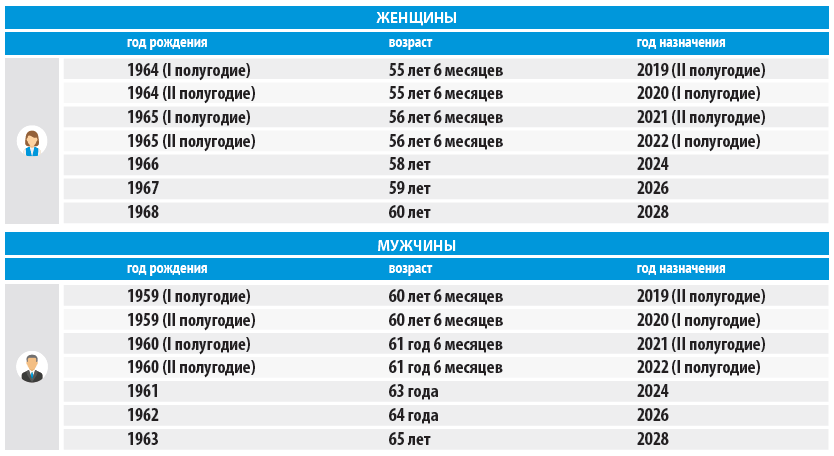 ЖЕНЩИНЫ
год рождения возраст год назначения
1964 (I полугодие) 55 лет 6 месяцев 2019 (II полугодие)
1964 (II полугодие) 55 лет 6 месяцев 2020 (I полугодие)
1965 (I полугодие) 56 лет 6 месяцев 2021 (II полугодие)
1965 (II полугодие) 56 лет 6 месяцев 2022 (I полугодие)
1966 58 лет 2024
1967 59 лет 2026
1968 60 лет 2028
МУЖЧИНЫ
год рождения возраст год назначения
1959 (I полугодие) 60 лет 6 месяцев 2019 (II полугодие)
1959 (II полугодие) 60 лет 6 месяцев 2020 (I полугодие)
1960 (I полугодие) 61 год 6 месяцев 2021 (II полугодие)
1960 (II полугодие) 61 год 6 месяцев 2022 (I полугодие)
1961 63 года 2024
1962 64 года 2026
1963 65 лет 2028